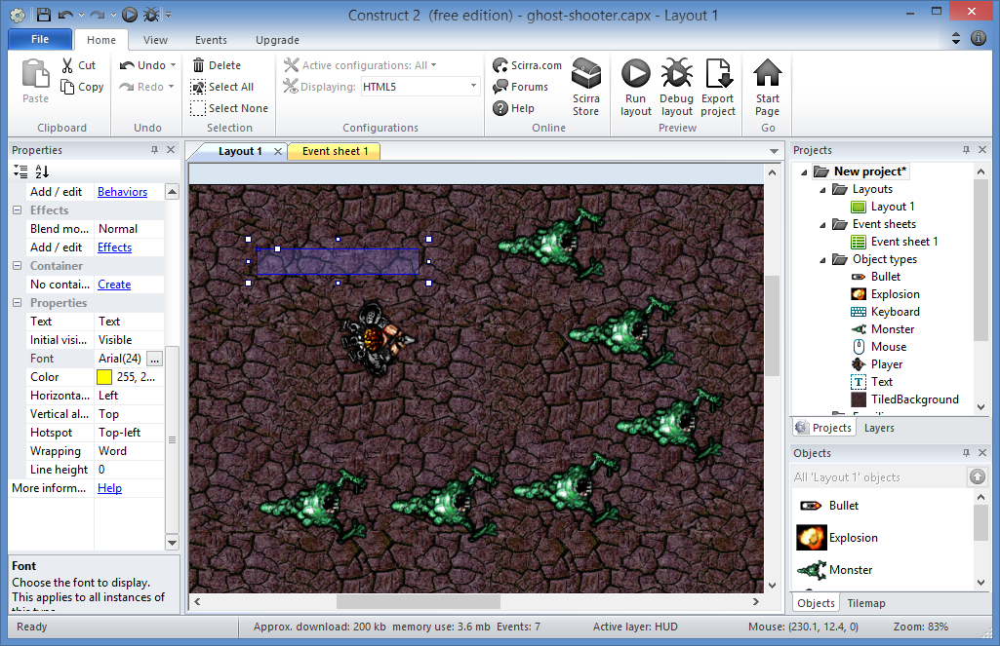 Construct 2 (free edition) - ghost-shooter.capx - Layout 1
File Home View Events Upgrade
Paste
Cut
Copy
Clipboard
Undo
Redo
Undo
Delete
Select All
Select None
Selection
Active configurations: All
Displaying: HTML5
Configurations
Scirra.com
Forums
Help
Scirra
Store
Online
Run
layout
Debug
layout
Export
project
Preview
Start
Page
Go
Properties
Add / edit Behaviors
Effects
Blend mo... Normal
Add / edit Effects
Container
No contai... Create
Properties
Text Text
Initial visi... Visible
Font Arial(24) ...
Color 255, 2...
Horizonta... Left
Vertical al... Top
Hotspot Top-left
Wrapping Word
Line height 0
More inform... Help
Font
Choose the font to display.
This applies to all instances of
Layout 1 Event sheet 1
Projects
New project*
Layouts
Layout 1
Event sheets
Event sheet 1
Object types
Bullet
Explosion
Keyboard
Monster
Mouse
Player
T Text
TiledBackground
Projects Layers
Objects
All 'Layout 1' objects
Bullet
Explosion
Monster
Objects Tilemap
Ready Approx. download: 200 kb memory use: 3.6 mb Events: 7 Active layer: HUD Mouse: (230.1, 12.4, 0) Zoom: 83%